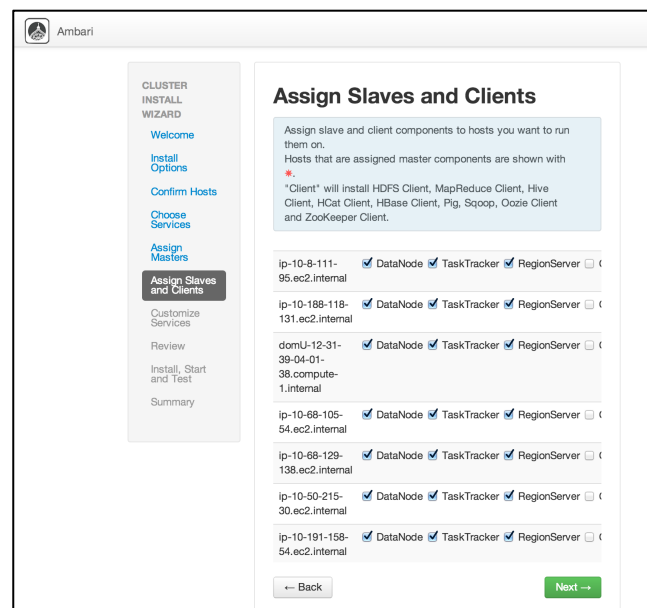 Ambari
CLUSTER
INSTALL
WIZARD
Welcome
Install
Options
Confirm Hosts
Choose
Services
Assign
Masters
Assign Slaves
and Clients
Customize
Services
Review
Install, Start
and Test
Summary
Assign Slaves and Clients
Assign slave and client components to hosts you want to run
them on.
Hosts that are assigned master components are shown with
*.
"Client" will install HDFS Client, MapReduce Client, Hive
Client, HCat Client, HBase Client, Pig, Sqoop, Oozie Client
and ZooKeeper Client.
ip-10-8-111-
95.ec2.internal
DataNode TaskTracker RegionServer
ip-10-188-118-
131.ec2.internal
DataNode TaskTracker RegionServer
domU-12-31-
39-04-01-
38.compute-
1.internal
DataNode TaskTracker RegionServer
ip-10-68-105-
54.ec2.internal
DataNode TaskTracker RegionServer
ip-10-68-129-
138.ec2.internal
DataNode TaskTracker RegionServer
ip-10-50-215-
30.ec2.internal
DataNode TaskTracker RegionServer
ip-10-191-158-
54.ec2.internal
DataNode TaskTracker RegionServer
← Back
Next →